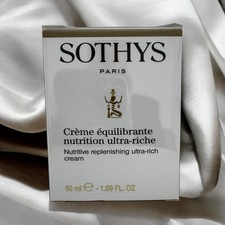 SOTHYS
PARIS
Crème équilibrante
nutrition ultra-riche
Nutritive replenishing ultra-rich
cream
50 ml ℮ - 1.69 FL. OZ